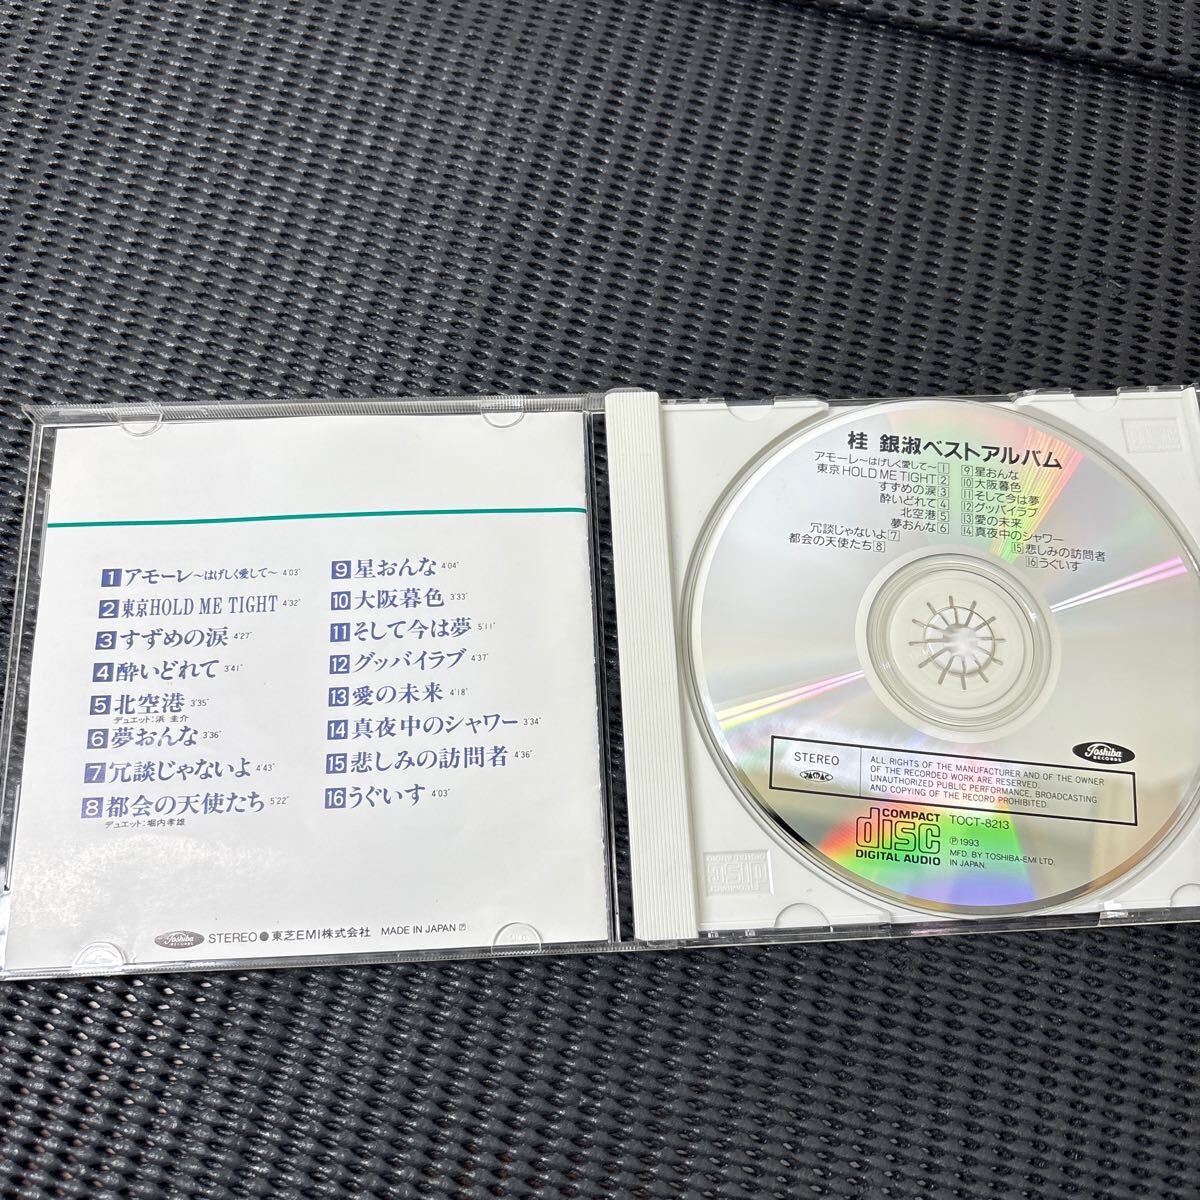 1 アモーレ~はげしく愛して~ 4'03"
2 東京HOLD ME TIGHT 4'32"
3 すずめの涙 4'27"
4 酔いどれて 3'41"
5 北空港 3'35"
デュエット:浜 圭介
6 夢おんな 3'36"
7 冗談じゃないよ 4'43"
8 都会の天使たち 5'22"
デュエット:堀内孝雄
9 星おんな 4'04"
10 大阪暮色 3'33"
11 そして今は夢 5'11"
12 グッバイラブ 4'37"
13 愛の未来 4'18"
14 真夜中のシャワー 3'34"
15 悲しみの訪問者 4'36"
16 うぐいす 4'03"
Toshiba RECORDS STEREO●東芝EMI株式会社 MADE IN JAPAN Ⓟ
桂 銀淑ベストアルバム
アモーレ~はげしく愛して~ 1
東京HOLD ME TIGHT 2
すずめの涙 3
酔いどれて 4
北空港 5
夢おんな 6
冗談じゃないよ 7
都会の天使たち 8
9 星おんな
10 大阪暮色
11 そして今は夢
12 グッバイラブ
13 愛の未来
14 真夜中のシャワー
15 悲しみの訪問者
16 うぐいす
Toshiba
RECORDS
STEREO
ALL RIGHTS OF THE MANUFACTURER AND OF THE OWNER
OF THE RECORDED WORK ARE RESERVED
UNAUTHORIZED PUBLIC PERFORMANCE, BROADCASTING
AND COPYING OF THE RECORD PROHIBITED.
COMPACT
disc
DIGITAL AUDIO
TOCT-8213
Ⓟ1993
MFD. BY TOSHIBA-EMI LTD.
IN JAPAN.